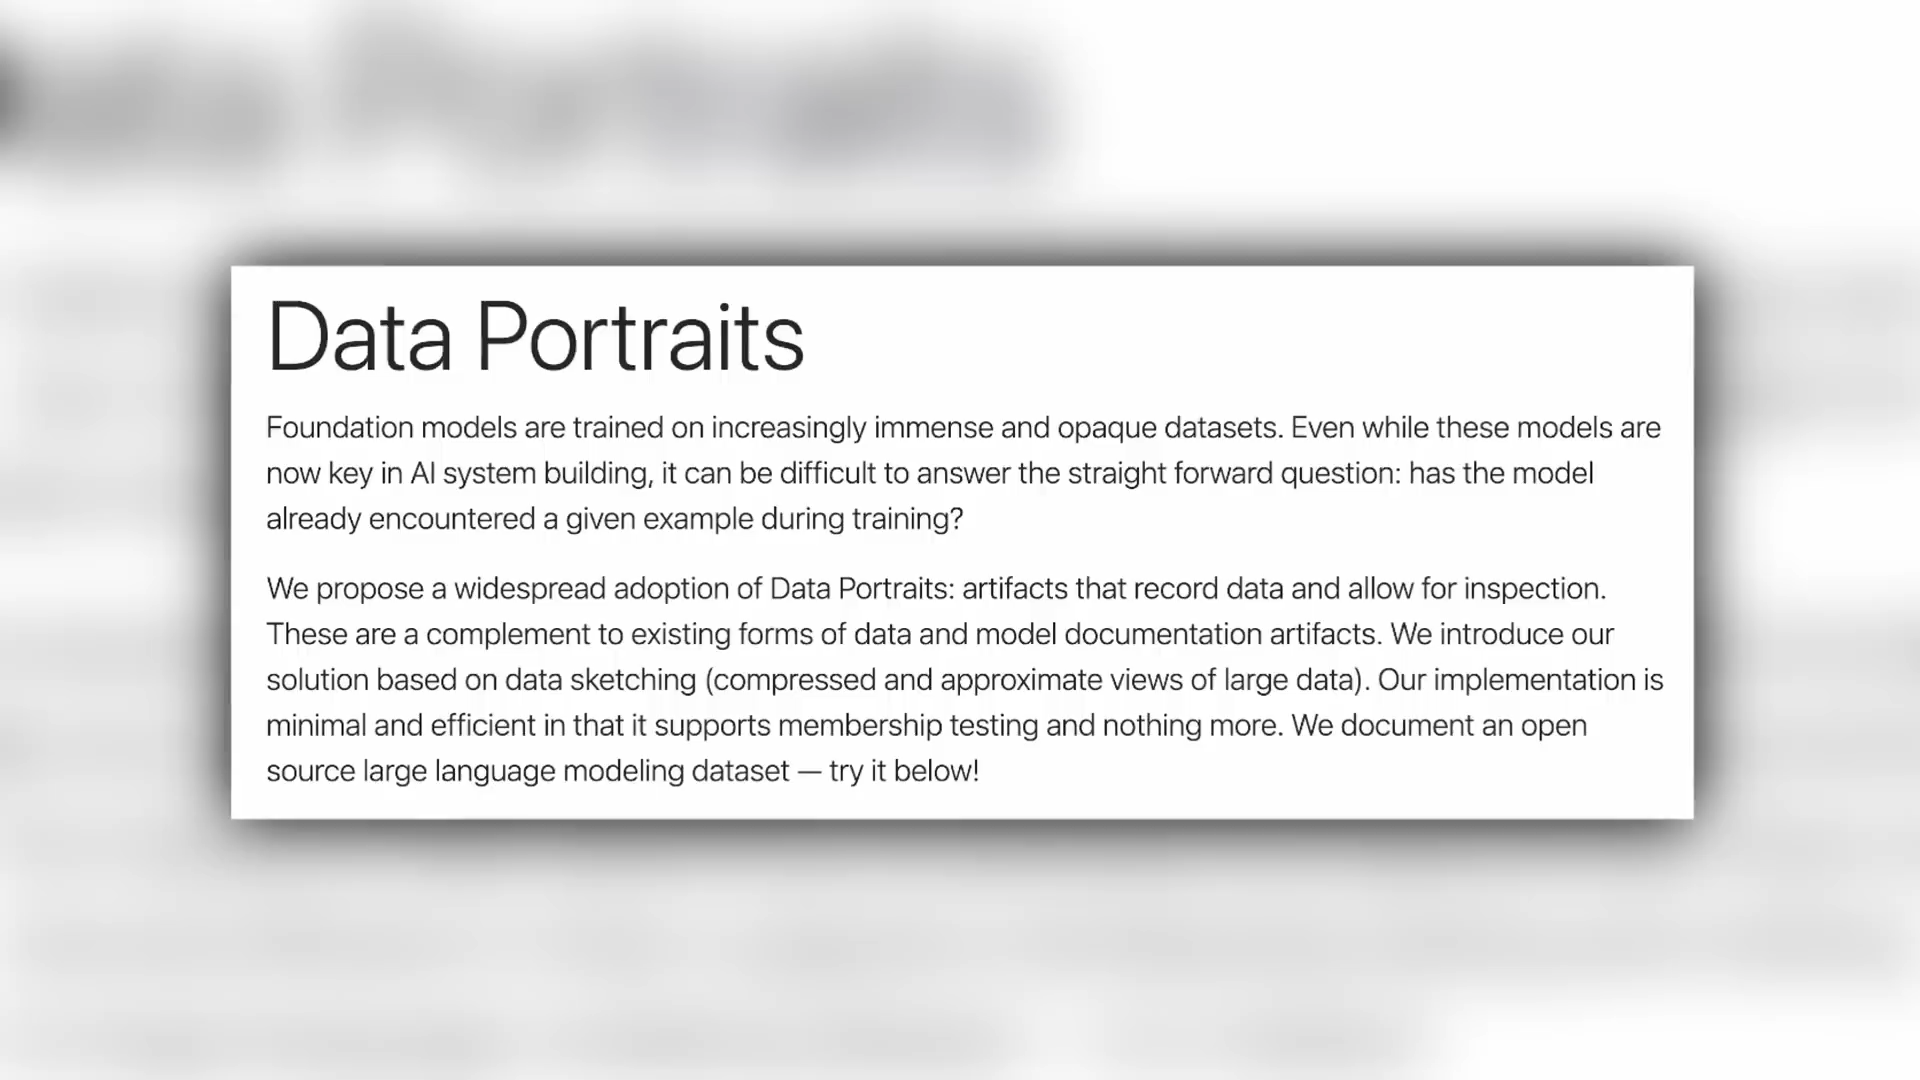 Data Portraits
Foundation models are trained on increasingly immense and opaque datasets. Even while these models are
now key in AI system building, it can be difficult to answer the straight forward question: has the model
already encountered a given example during training?
We propose a widespread adoption of Data Portraits: artifacts that record data and allow for inspection.
These are a complement to existing forms of data and model documentation artifacts. We introduce our
solution based on data sketching (compressed and approximate views of large data). Our implementation is
minimal and efficient in that it supports membership testing and nothing more. We document an open
source large language modeling dataset — try it below!